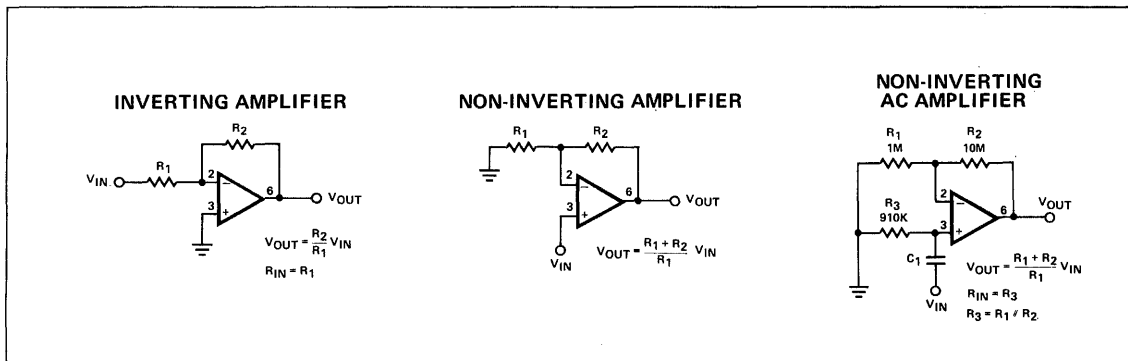 INVERTING AMPLIFIER
R2
R1
VIN
2
−
3
+
6
VOUT
VOUT = R2/R1 VIN
RIN = R1
NON-INVERTING AMPLIFIER
R1
R2
2
−
3
+
6
VOUT
VIN
VOUT = R1 + R2/R1 VIN
NON-INVERTING
AC AMPLIFIER
R1
1M
R2
10M
2
−
6
VOUT
R3
910K
3
+
C1
VIN
VOUT = R1 + R2/R1 VIN
RIN = R3
R3 = R1 // R2